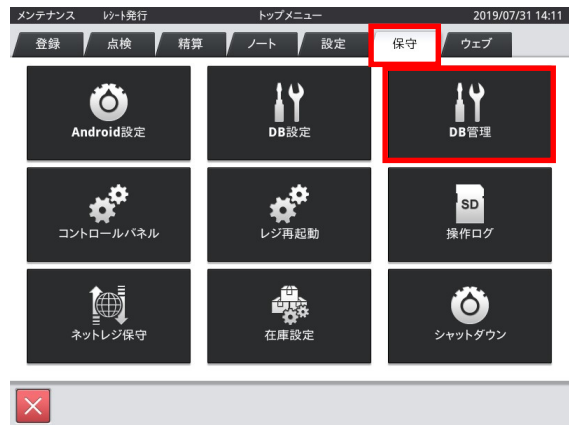 メンテナンス ﾚｼｰﾄ発行 トップメニュー 2019/07/31 14:11
登録 点検 精算 ノート 設定 保守 ウェブ
Android設定 DB設定 DB管理
コントロールパネル レジ再起動 SD 操作ログ
ネットレジ保守 在庫設定 シャットダウン